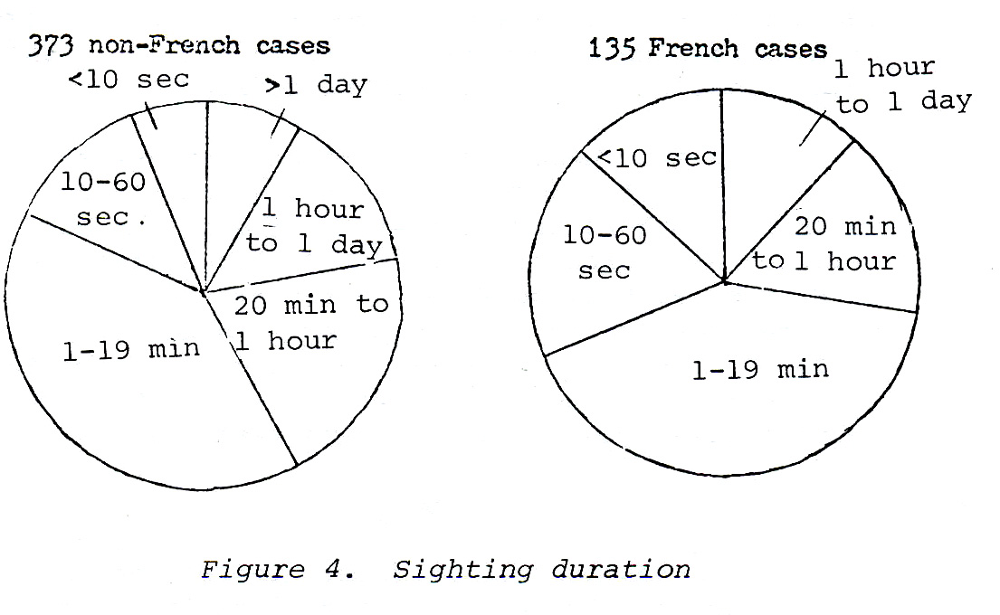 373 non-French cases
<10 sec
>1 day
10-60
sec.
1 hour
to 1 day
20 min to
1 hour
1-19 min
135 French cases
1 hour
to 1 day
<10 sec
10-60
sec
20 min
to 1 hour
1-19 min
Figure 4. Sighting duration